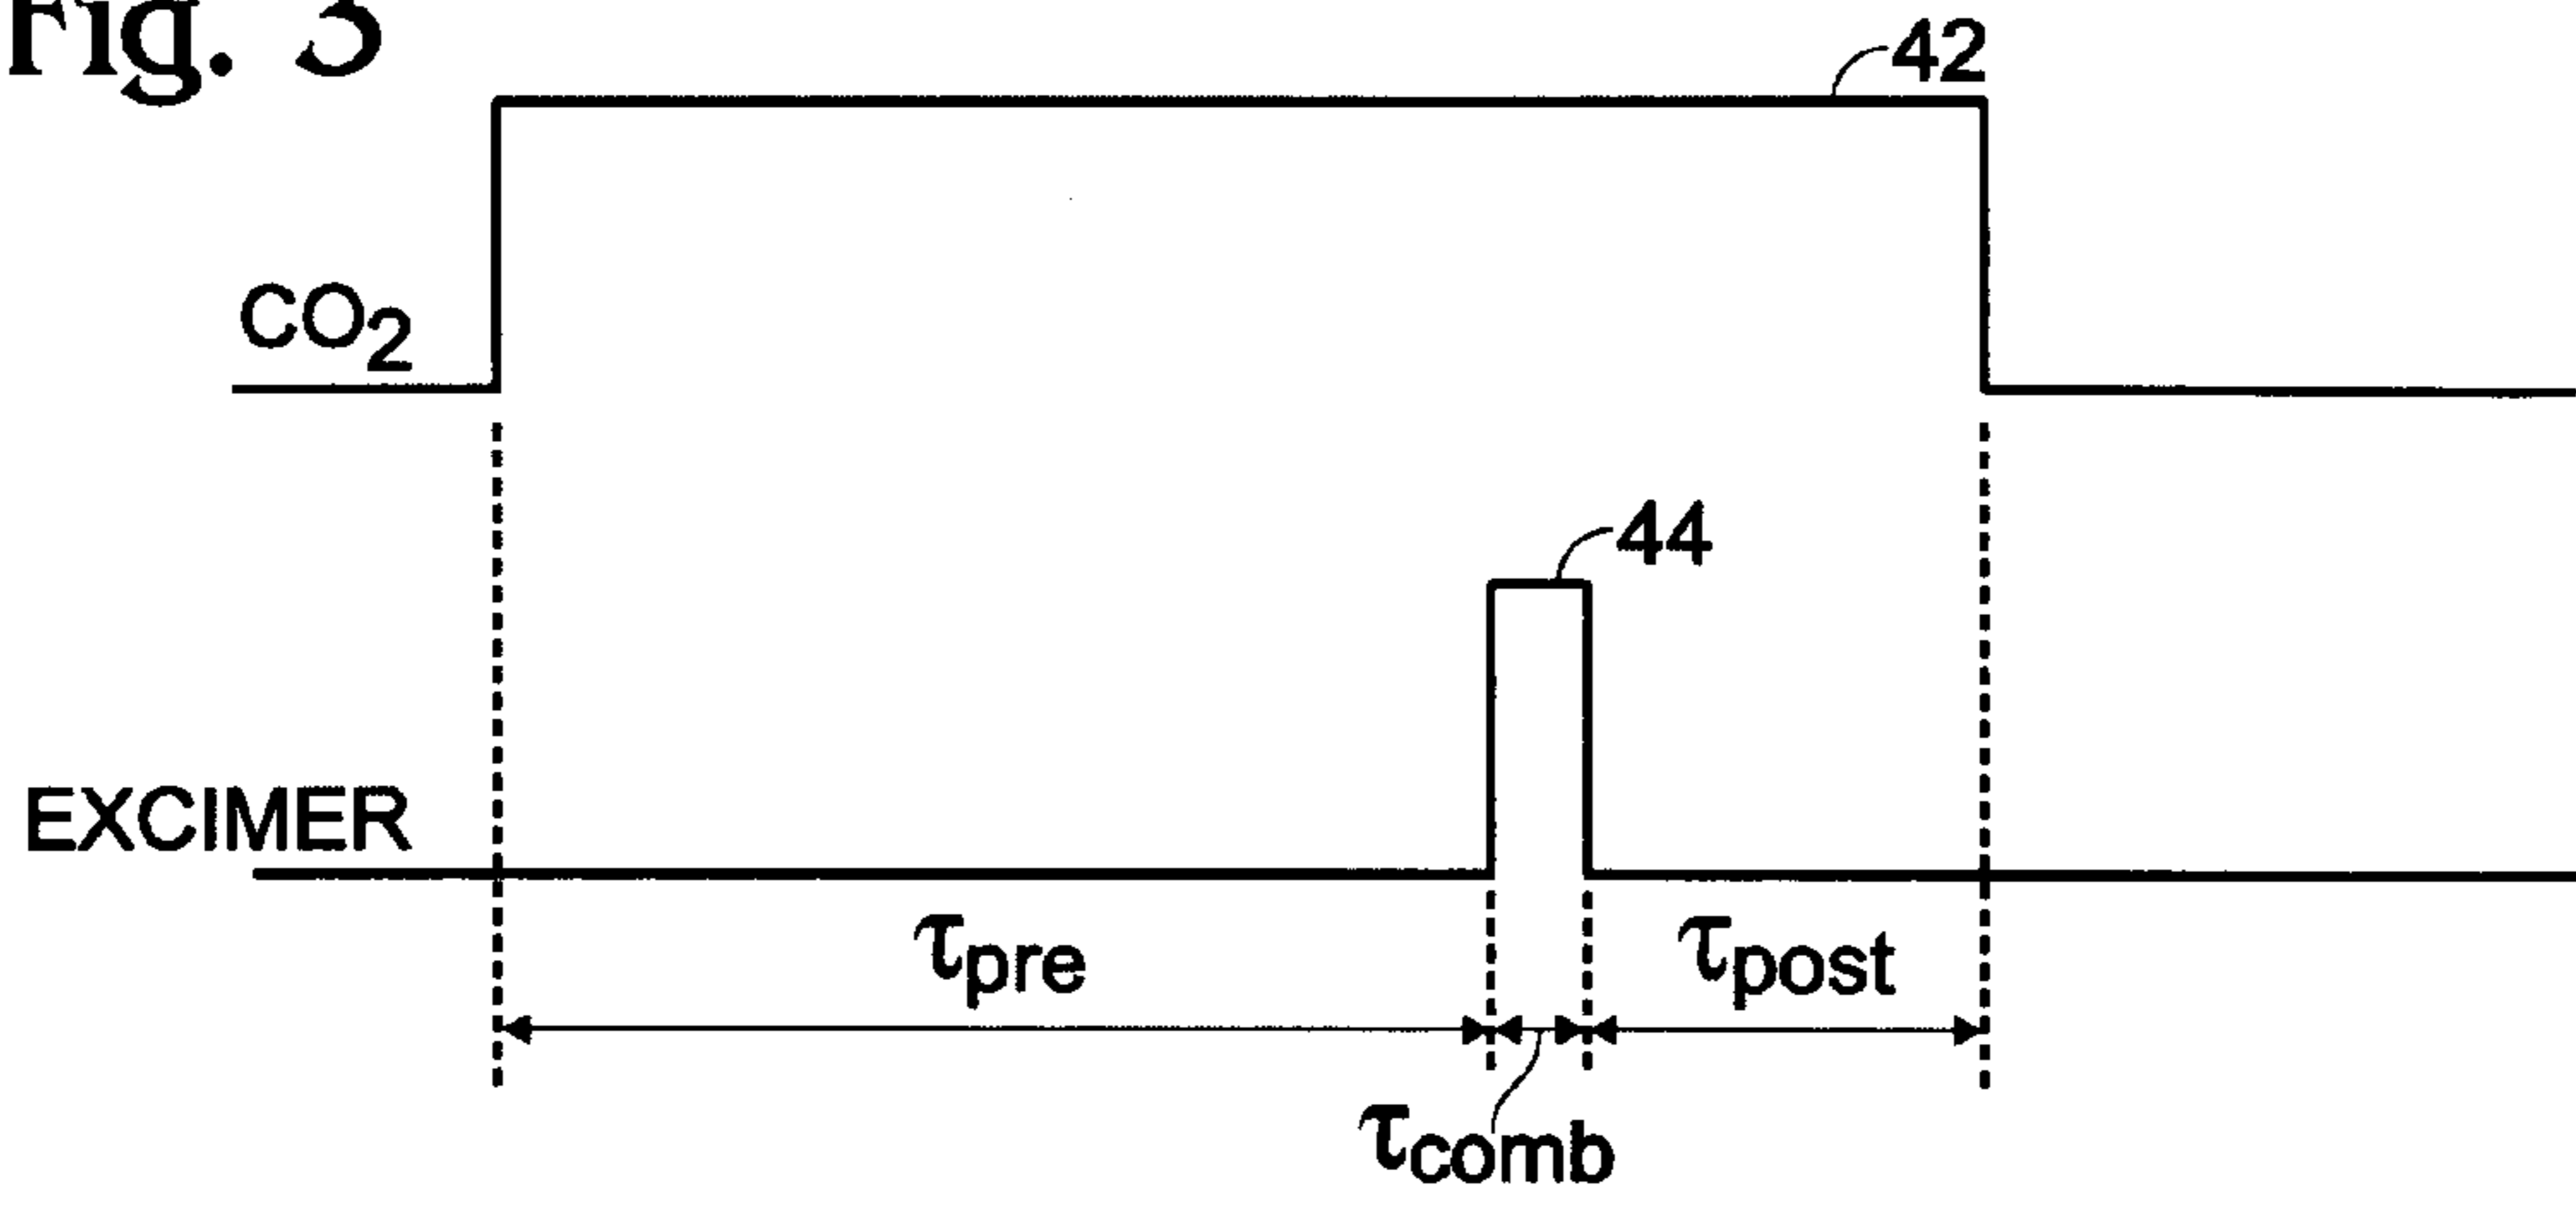 Fig. 3
42
CO2
44
EXCIMER
τpre
τpost
τcomb